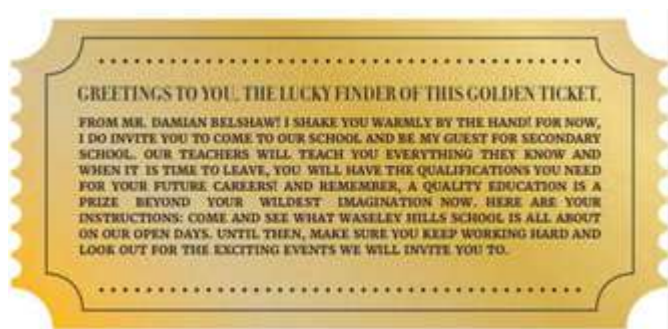 GREETINGS TO YOU, THE LUCKY FINDER OF THIS GOLDEN TICKET,
FROM MR. DAMIAN BELSHAW! I SHAKE YOU WARMLY BY THE HAND! FOR NOW,
I DO INVITE YOU TO COME TO OUR SCHOOL AND BE MY GUEST FOR SECONDARY
SCHOOL. OUR TEACHERS WILL TEACH YOU EVERYTHING THEY KNOW AND
WHEN IT IS TIME TO LEAVE, YOU WILL HAVE THE QUALIFICATIONS YOU NEED
FOR YOUR FUTURE CAREERS! AND REMEMBER, A QUALITY EDUCATION IS A
PRIZE BEYOND YOUR WILDEST IMAGINATION NOW. HERE ARE YOUR
INSTRUCTIONS: COME AND SEE WHAT WASELEY HILLS SCHOOL IS ALL ABOUT
ON OUR OPEN DAYS. UNTIL THEN, MAKE SURE YOU KEEP WORKING HARD AND
LOOK OUT FOR THE EXCITING EVENTS WE WILL INVITE YOU TO.